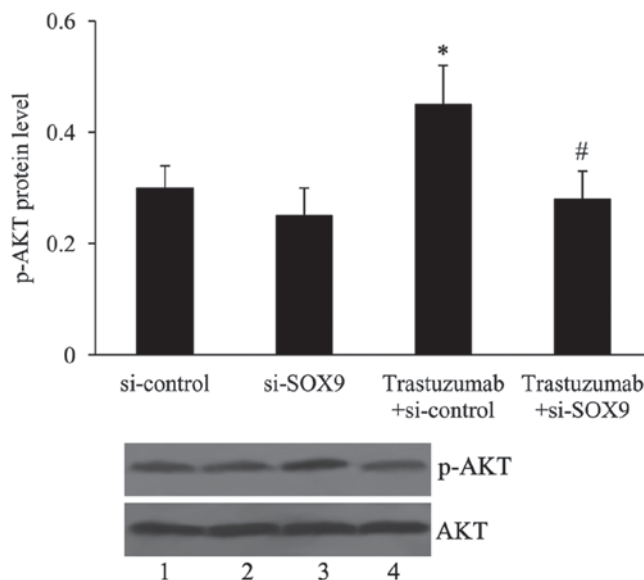 0.6
*
0.4
#
p-AKT protein level
0.2
0
si-control si-SOX9 Trastuzumab Trastuzumab
+si-control +si-SOX9
p-AKT
AKT
1 2 3 4